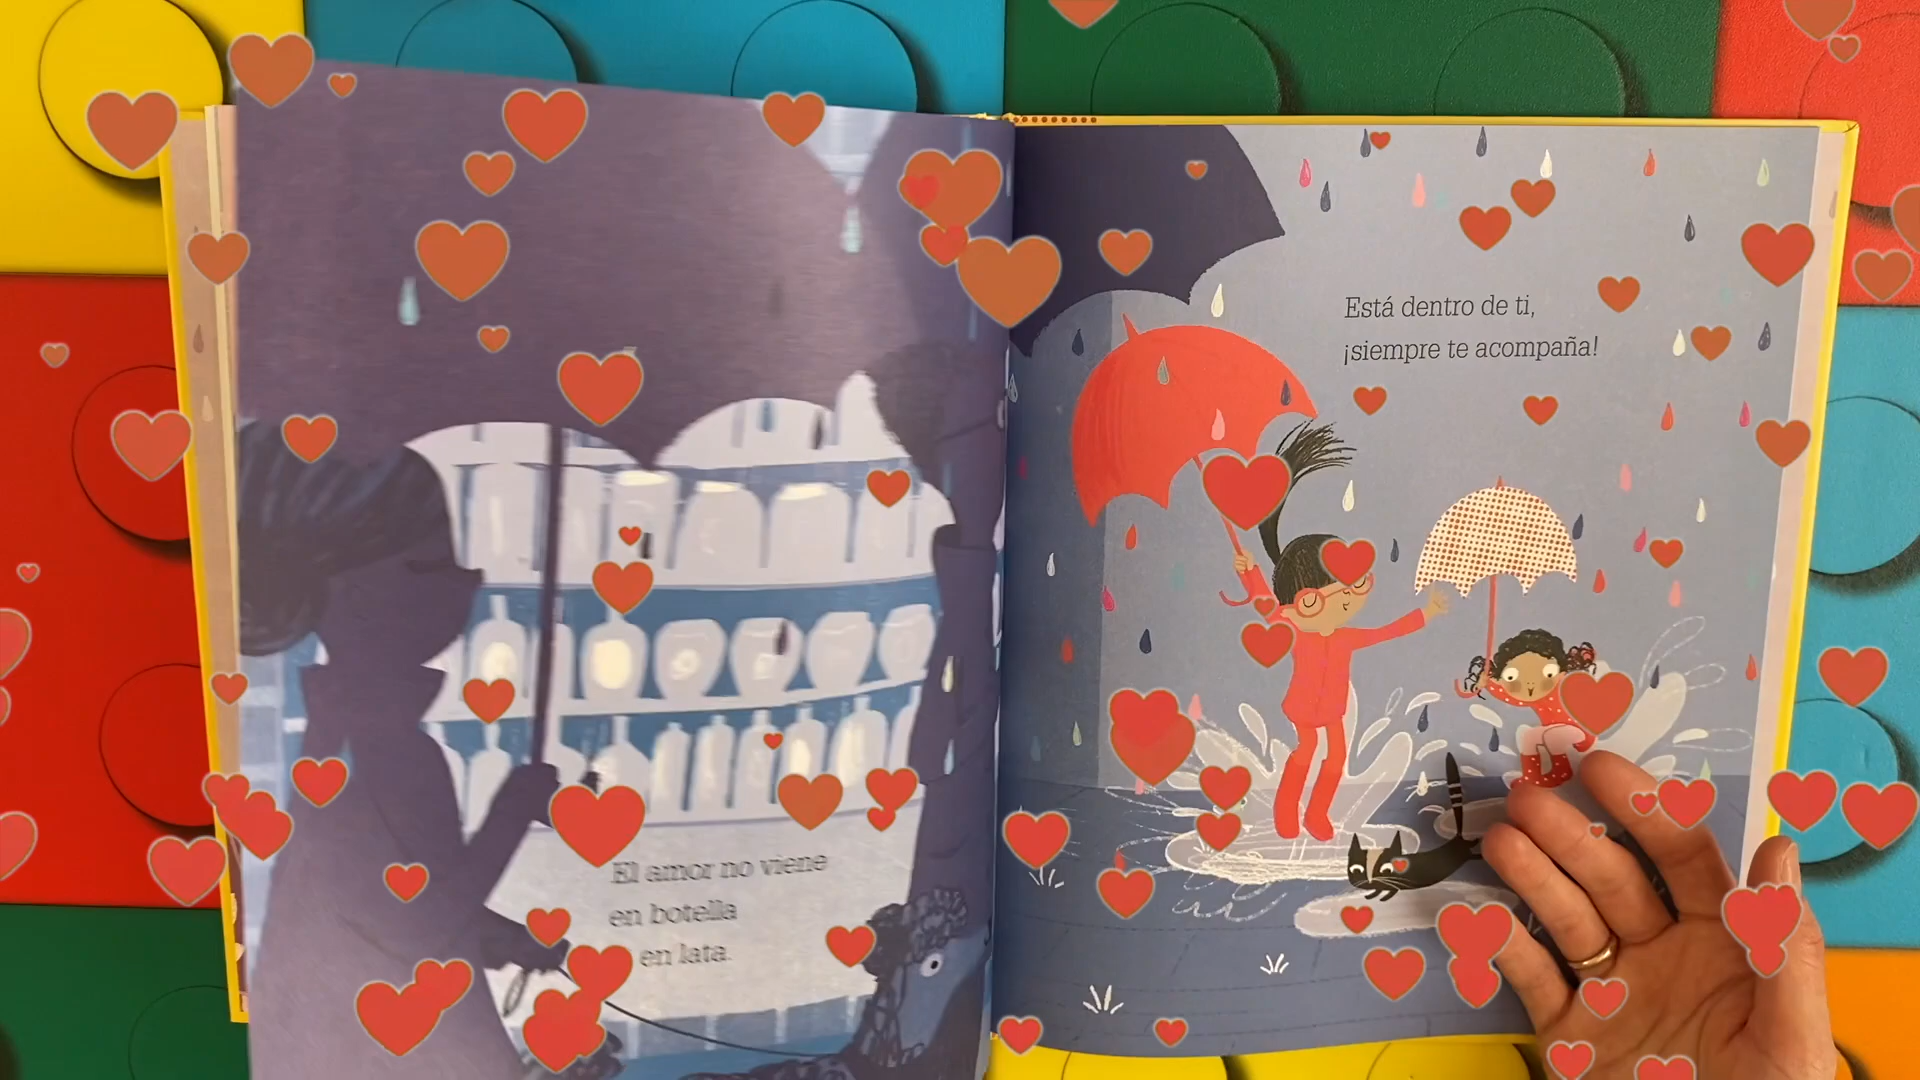 El amor no viene
en botella
en lata.
Está dentro de ti,
¡siempre te acompaña!